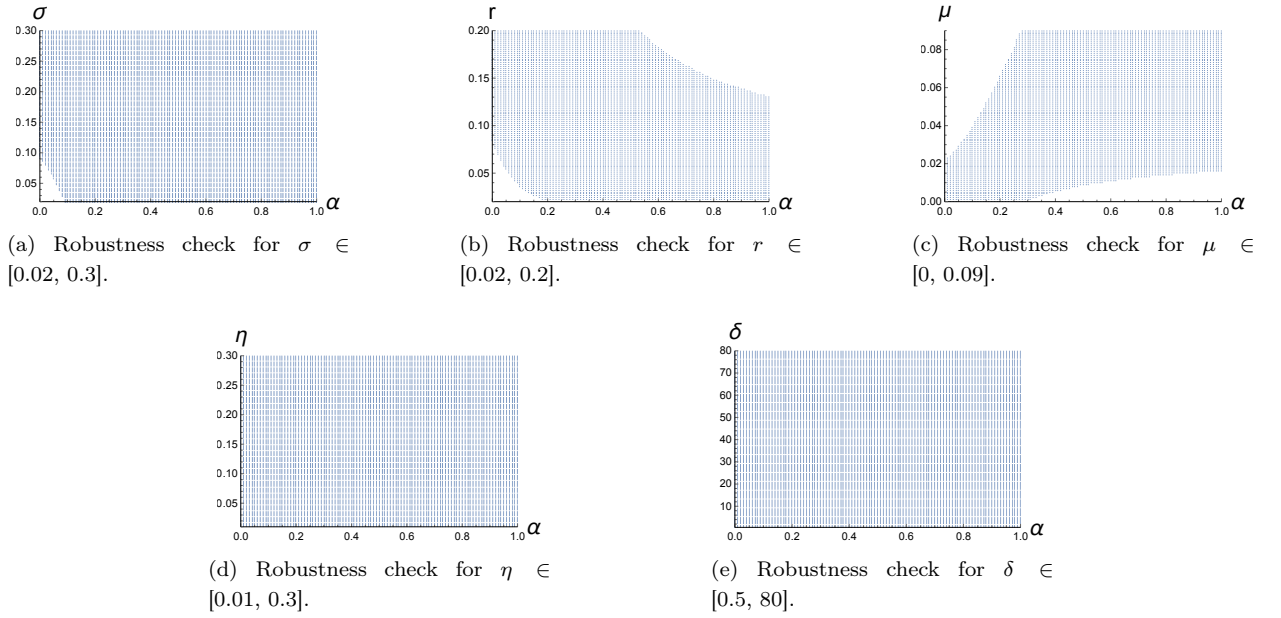 σ
0.30
0.25
0.20
0.15
0.10
0.05
0.0 0.2 0.4 0.6 0.8 1.0 α
(a) Robustness check for σ ∈
[0.02, 0.3].
r
0.20
0.15
0.10
0.05
0.0 0.2 0.4 0.6 0.8 1.0 α
(b) Robustness check for r ∈
[0.02, 0.2].
μ
0.08
0.06
0.04
0.02
0.00
0.0 0.2 0.4 0.6 0.8 1.0 α
(c) Robustness check for μ ∈
[0, 0.09].
η
0.30
0.25
0.20
0.15
0.10
0.05
0.0 0.2 0.4 0.6 0.8 1.0 α
(d) Robustness check for η ∈
[0.01, 0.3].
δ
80
70
60
50
40
30
20
10
0.0 0.2 0.4 0.6 0.8 1.0 α
(e) Robustness check for δ ∈
[0.5, 80].